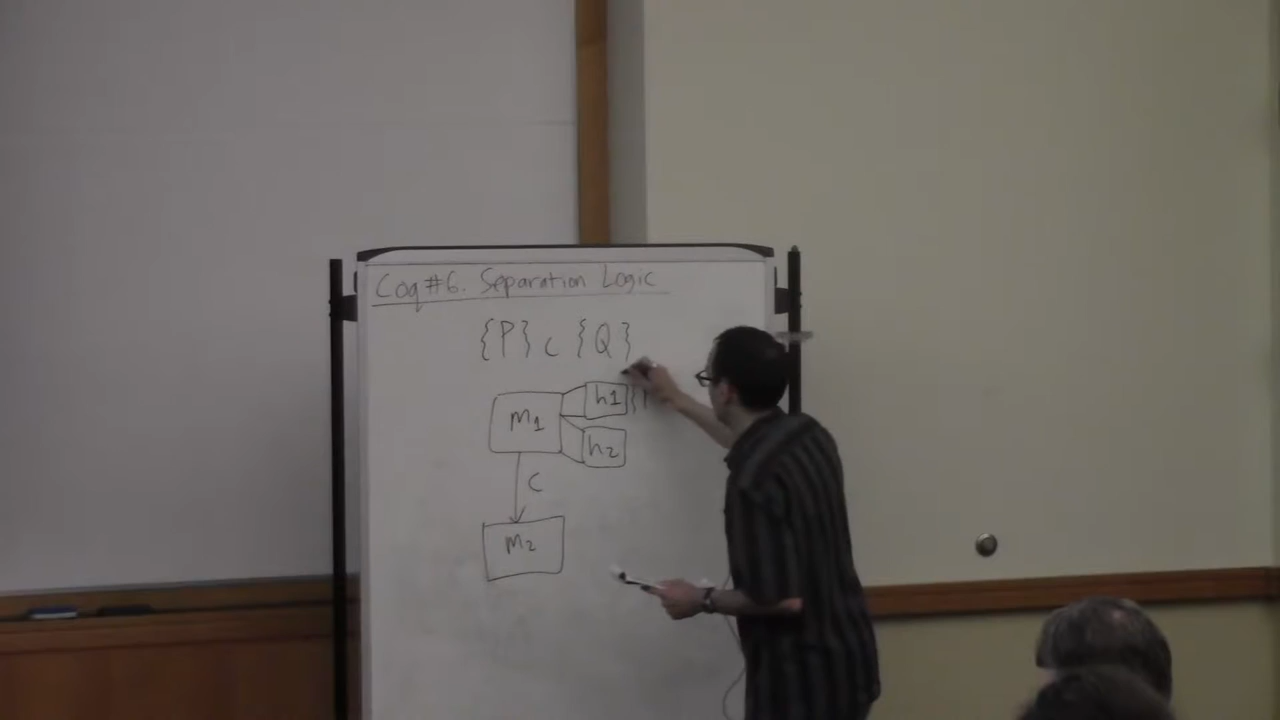 Coq #6. Separation Logic
{P} c {Q}
m1 h1
h2
c
m2